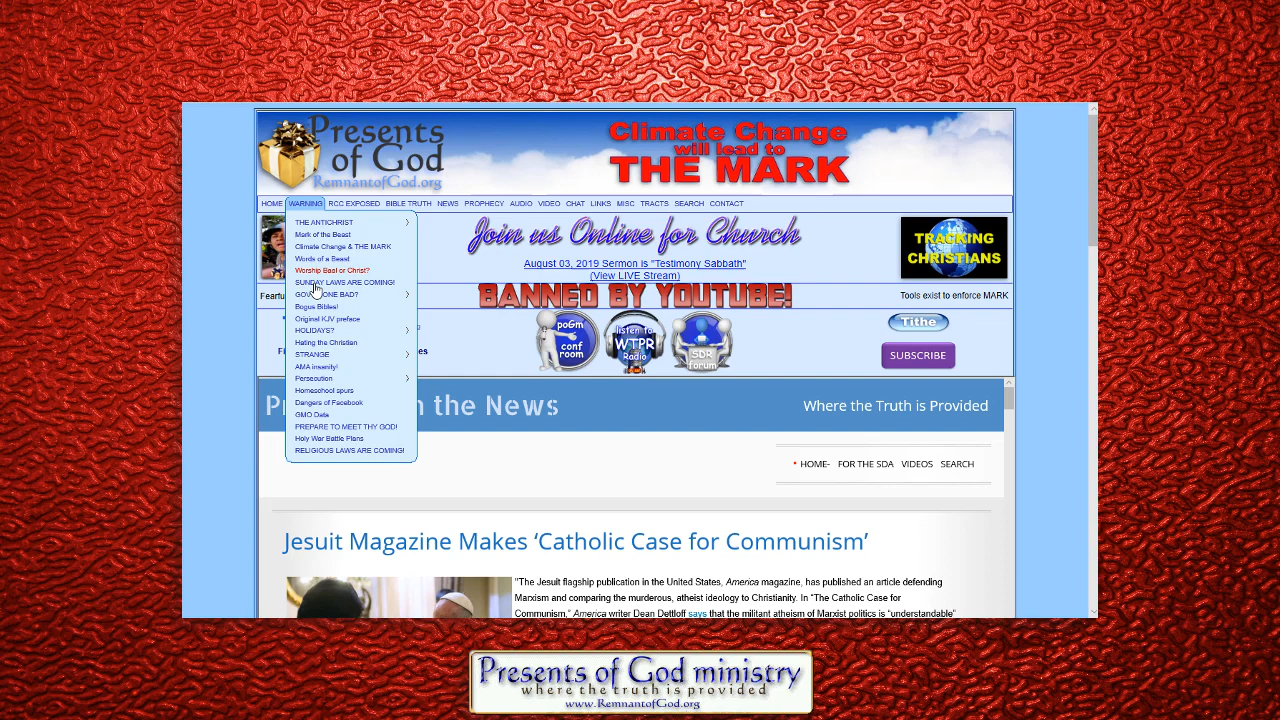 Presents
of God
RemnantofGod.org
Climate Change
will lead to
THE MARK
HOME WARNING RCC EXPOSED BIBLE TRUTH NEWS PROPHECY AUDIO VIDEO CHAT LINKS MISC TRACTS SEARCH CONTACT
THE ANTICHRIST
Mark of the Beast
Climate Change & THE MARK
Words of a Beast
Worship Baal or Christ?
SUNDAY LAWS ARE COMING!
ONE BAD?
Bogus Bibles!
Original KJV preface
HOLIDAYS?
Hating the Christian
STRANGE
AMA insanity!
Persecution
Homeschool spurs
Dangers of Facebook
GMO Data
PREPARE TO MEET THY GOD!
Holy War Battle Plans
RELIGIOUS LAWS ARE COMING!
Join us Online for Church
August 03, 2019 Sermon is "Testimony Sabbath"
(View LIVE Stream)
TRACKING
CHRISTIANS
BANNED BY YOUTUBE!
Tools exist to enforce MARK
poGm
conf
room
listen to
WTPR
Radio
SDR
forum
Tithe
SUBSCRIBE
the News
Where the Truth is Provided
HOME- FOR THE SDA VIDEOS SEARCH
Jesuit Magazine Makes ‘Catholic Case for Communism’
"The Jesuit flagship publication in the United States, America magazine, has published an article defending
Marxism and comparing the murderous, atheist ideology to Christianity. In “The Catholic Case for
Communism,” America writer Dean Dettloff says that the militant atheism of Marxist politics is “understandable”
Presents of God ministry
where the truth is provided
www.RemnantofGod.org